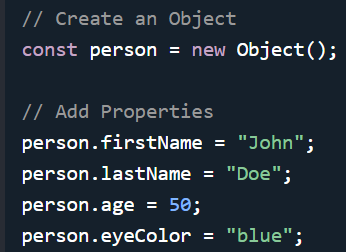 // Create an Object
const person = new Object();
// Add Properties
person.firstName = "John";
person.lastName = "Doe";
person.age = 50;
person.eyeColor = "blue";